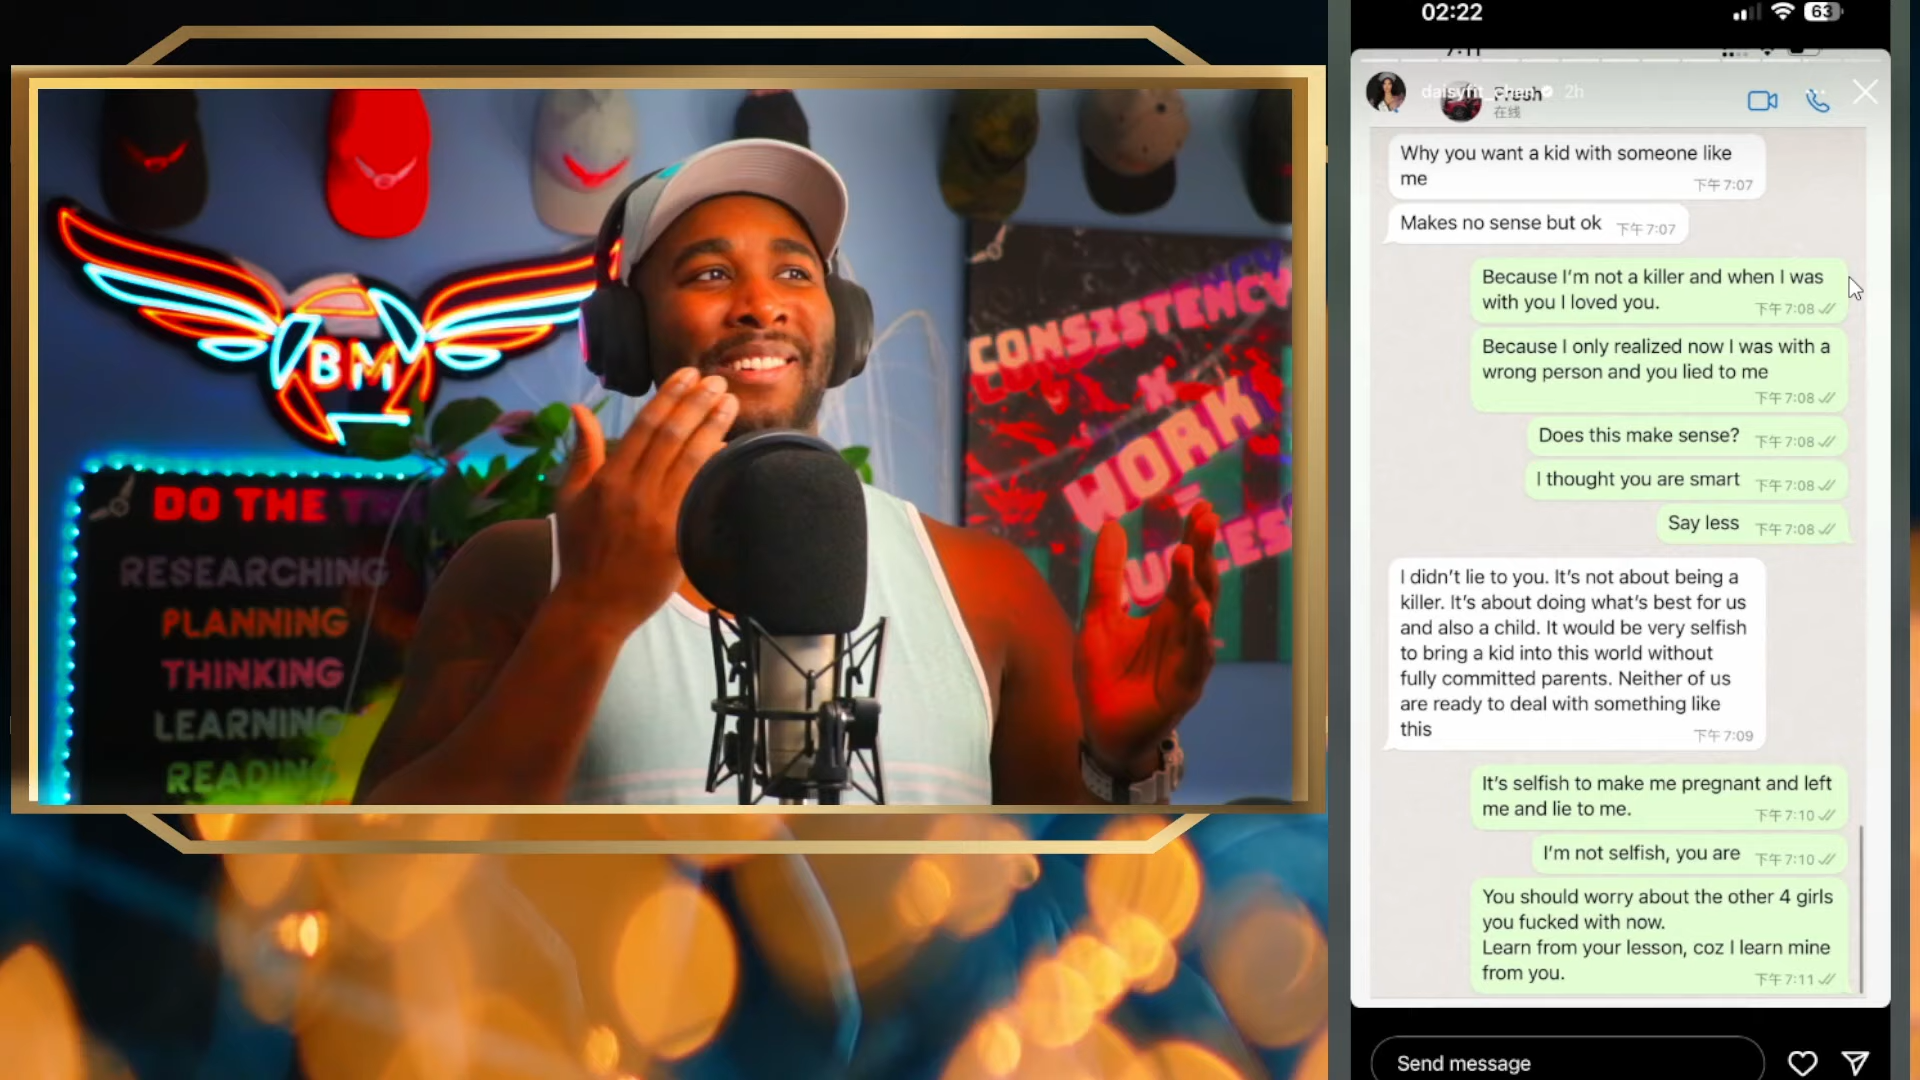 BM
DO THE
RESEARCHING
PLANNING
THINKING
LEARNING
READING
CONSISTENCY
X
WORK
=
02:22
63
2h
Fresh
在线
Why you want a kid with someone like
me
下午7:07
Makes no sense but ok
下午7:07
Because I’m not a killer and when I was
with you I loved you.
下午7:08
Because I only realized now I was with a
wrong person and you lied to me
下午7:08
Does this make sense?
下午7:08
I thought you are smart
下午7:08
Say less
下午7:08
I didn’t lie to you. It’s not about being a
killer. It’s about doing what’s best for us
and also a child. It would be very selfish
to bring a kid into this world without
fully committed parents. Neither of us
are ready to deal with something like
this
下午7:09
It’s selfish to make me pregnant and left
me and lie to me.
下午7:10
I’m not selfish, you are
下午7:10
You should worry about the other 4 girls
you fucked with now.
Learn from your lesson, coz I learn mine
from you.
下午7:11
Send message